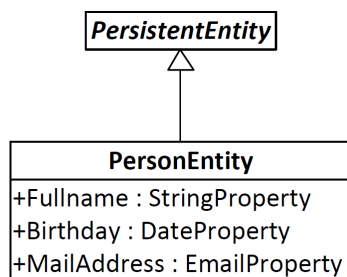 PersistentEntity
PersonEntity
+Fullname : StringProperty
+Birthday : DateProperty
+MailAddress : EmailProperty